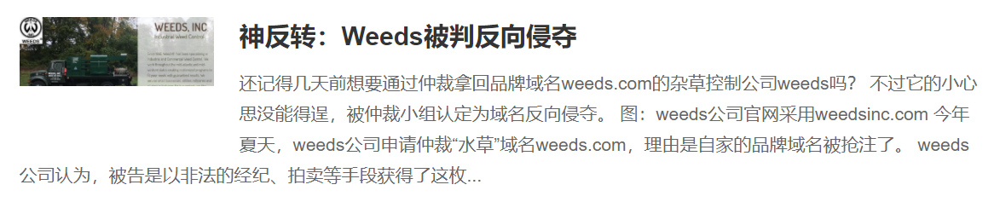 WEEDS, INC
Industrial Weed Control
WEEDS
神反转：Weeds被判反向侵夺
还记得几天前想要通过仲裁拿回品牌域名weeds.com的杂草控制公司weeds吗？ 不过它的小心
思没能得逞，被仲裁小组认定为域名反向侵夺。 图：weeds公司官网采用weedsinc.com 今年
夏天，weeds公司申请仲裁“水草”域名weeds.com，理由是自家的品牌域名被抢注了。 weeds
公司认为，被告是以非法的经纪、拍卖等手段获得了这枚...